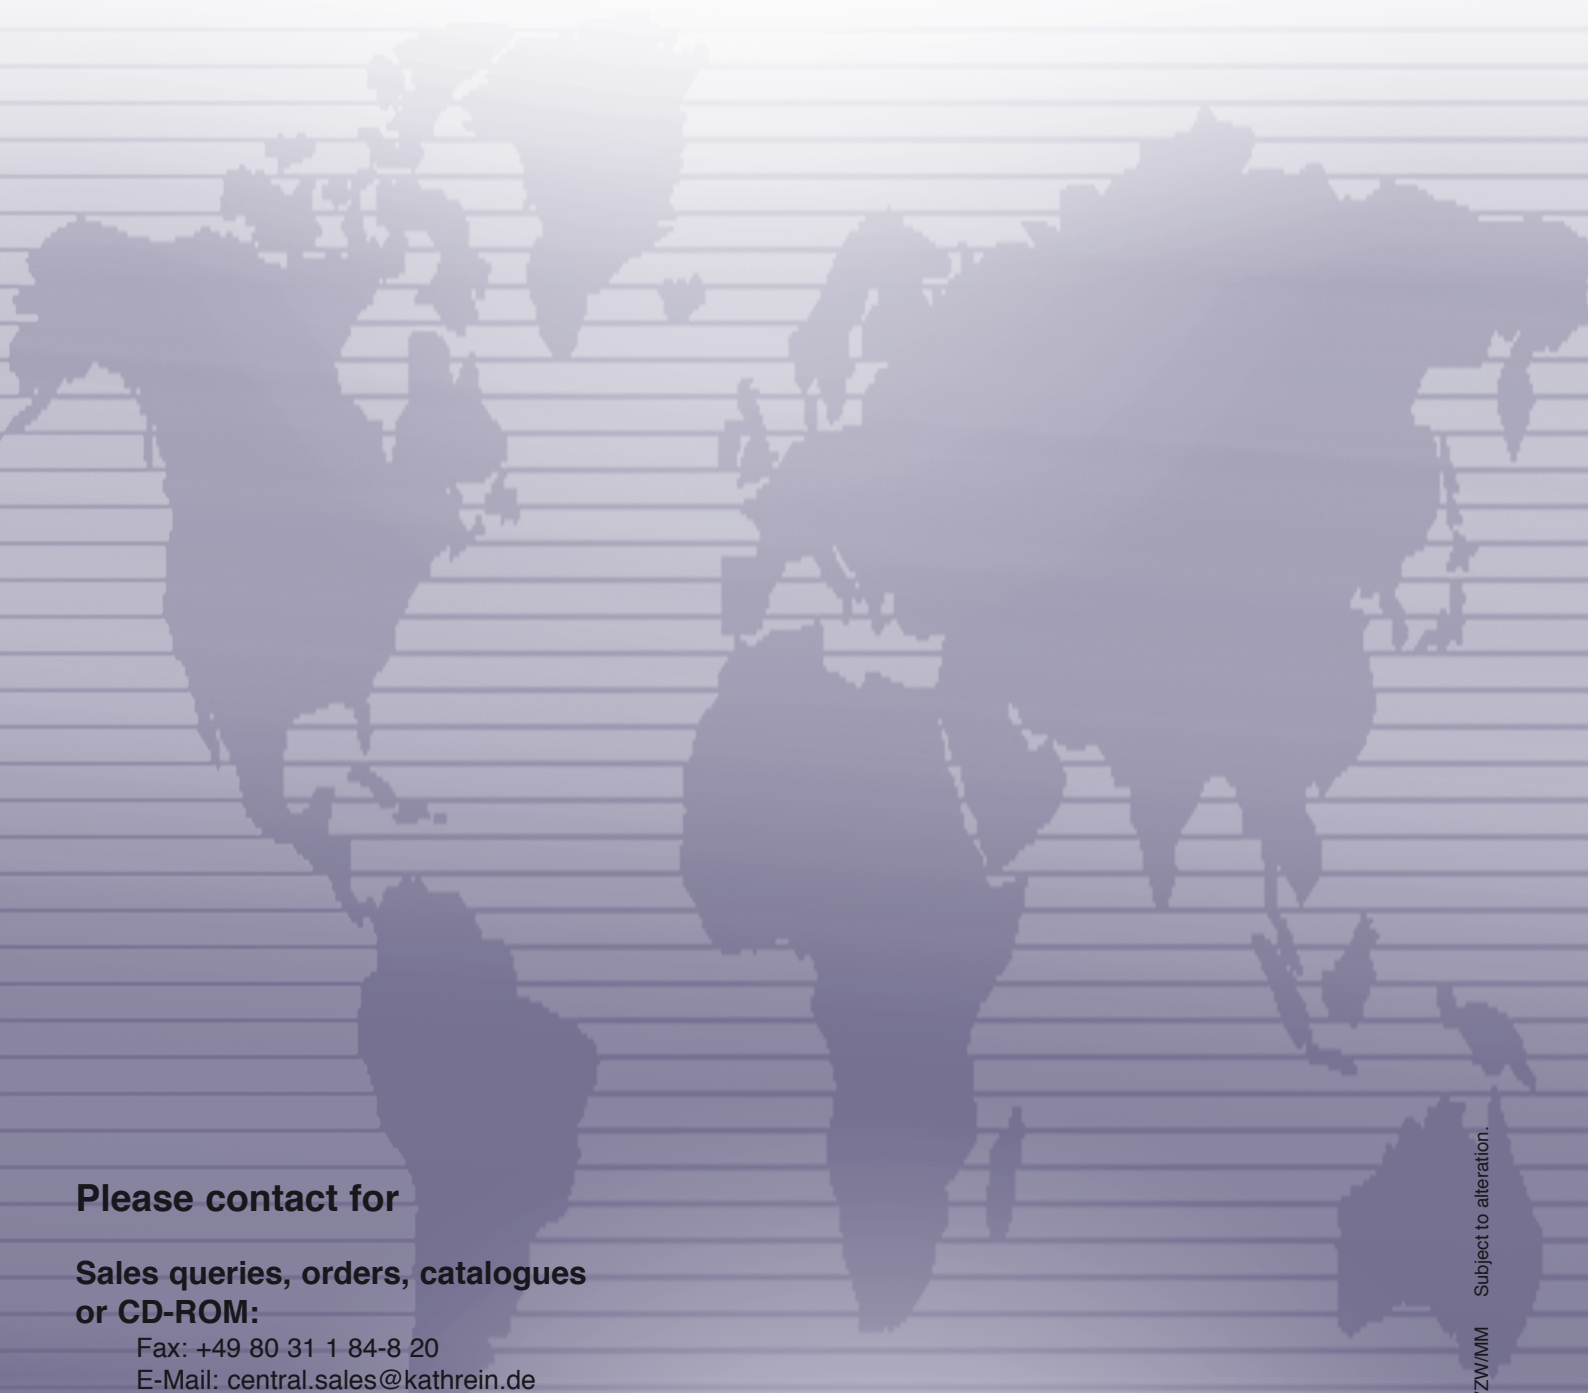 Please contact for
Sales queries, orders, catalogues
or CD-ROM:
Fax: +49 80 31 1 84-8 20
E-Mail: central.sales@kathrein.de
ZW/MM Subject to alteration.